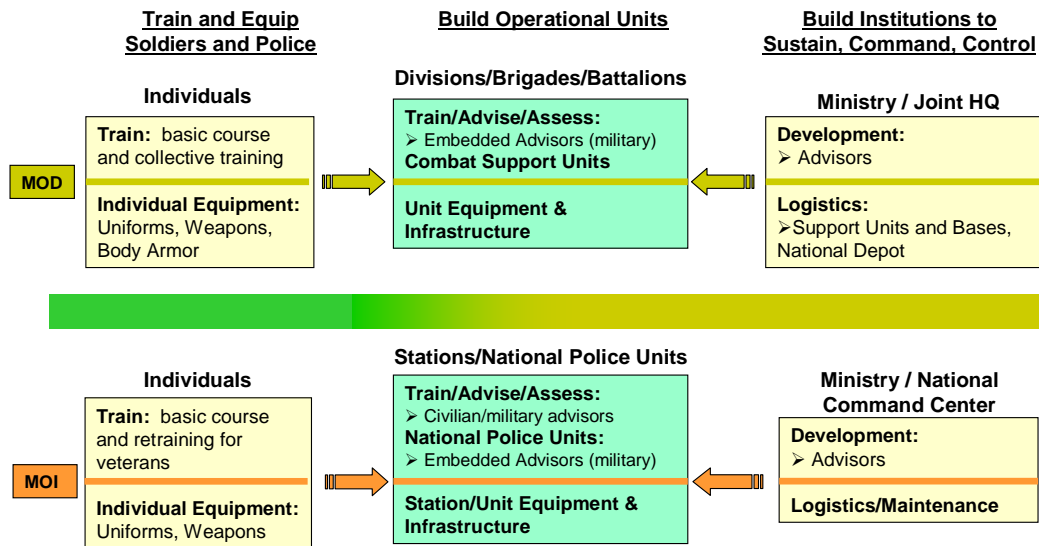 Train and Equip
Soldiers and Police
Build Operational Units
Build Institutions to
Sustain, Command, Control
Individuals
Divisions/Brigades/Battalions
Ministry / Joint HQ
MOD
Train: basic course
and collective training
Individual Equipment:
Uniforms, Weapons,
Body Armor
Train/Advise/Assess:
➢ Embedded Advisors (military)
Combat Support Units
Unit Equipment &
Infrastructure
Development:
➢ Advisors
Logistics:
➢Support Units and Bases,
National Depot
Individuals
Stations/National Police Units
Ministry / National
Command Center
MOI
Train: basic course
and retraining for
veterans
Individual Equipment:
Uniforms, Weapons
Train/Advise/Assess:
➢ Civilian/military advisors
National Police Units:
➢ Embedded Advisors (military)
Station/Unit Equipment &
Infrastructure
Development:
➢ Advisors
Logistics/Maintenance